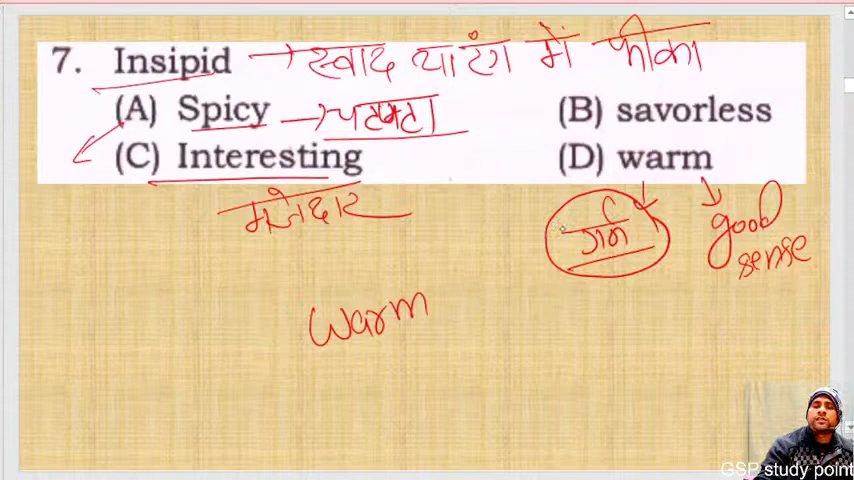 7. Insipid → स्वाद या रंग में फीका
(A) Spicy → चटपटा (B) savorless
(C) Interesting (D) warm
मजेदार गर्म good
sense
warm
GSP study point